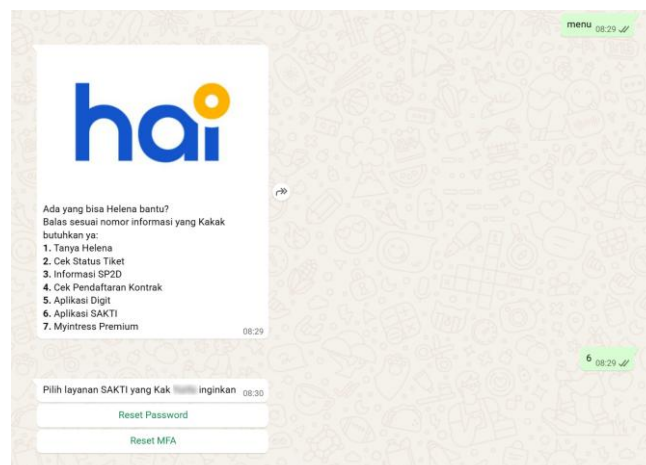 menu 08:29
hai
Ada yang bisa Helena bantu?
Balas sesuai nomor informasi yang Kakak
butuhkan ya:
1. Tanya Helena
2. Cek Status Tiket
3. Informasi SP2D
4. Cek Pendaftaran Kontrak
5. Aplikasi Digit
6. Aplikasi SAKTI
7. Myintress Premium
08:29
6 08:29
Pilih layanan SAKTI yang Kak inginkan 08:30
Reset Password
Reset MFA